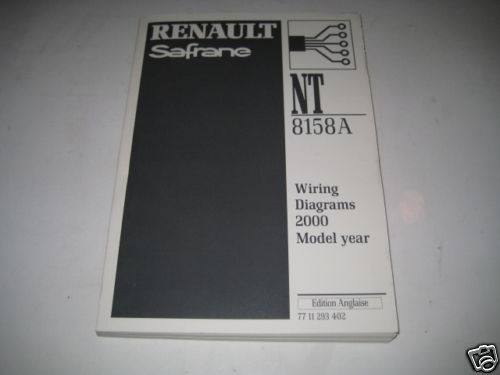 RENAULT
Safrane
NT
8158A
Wiring
Diagrams
2000
Model year
Edition Anglaise
77 11 293 402